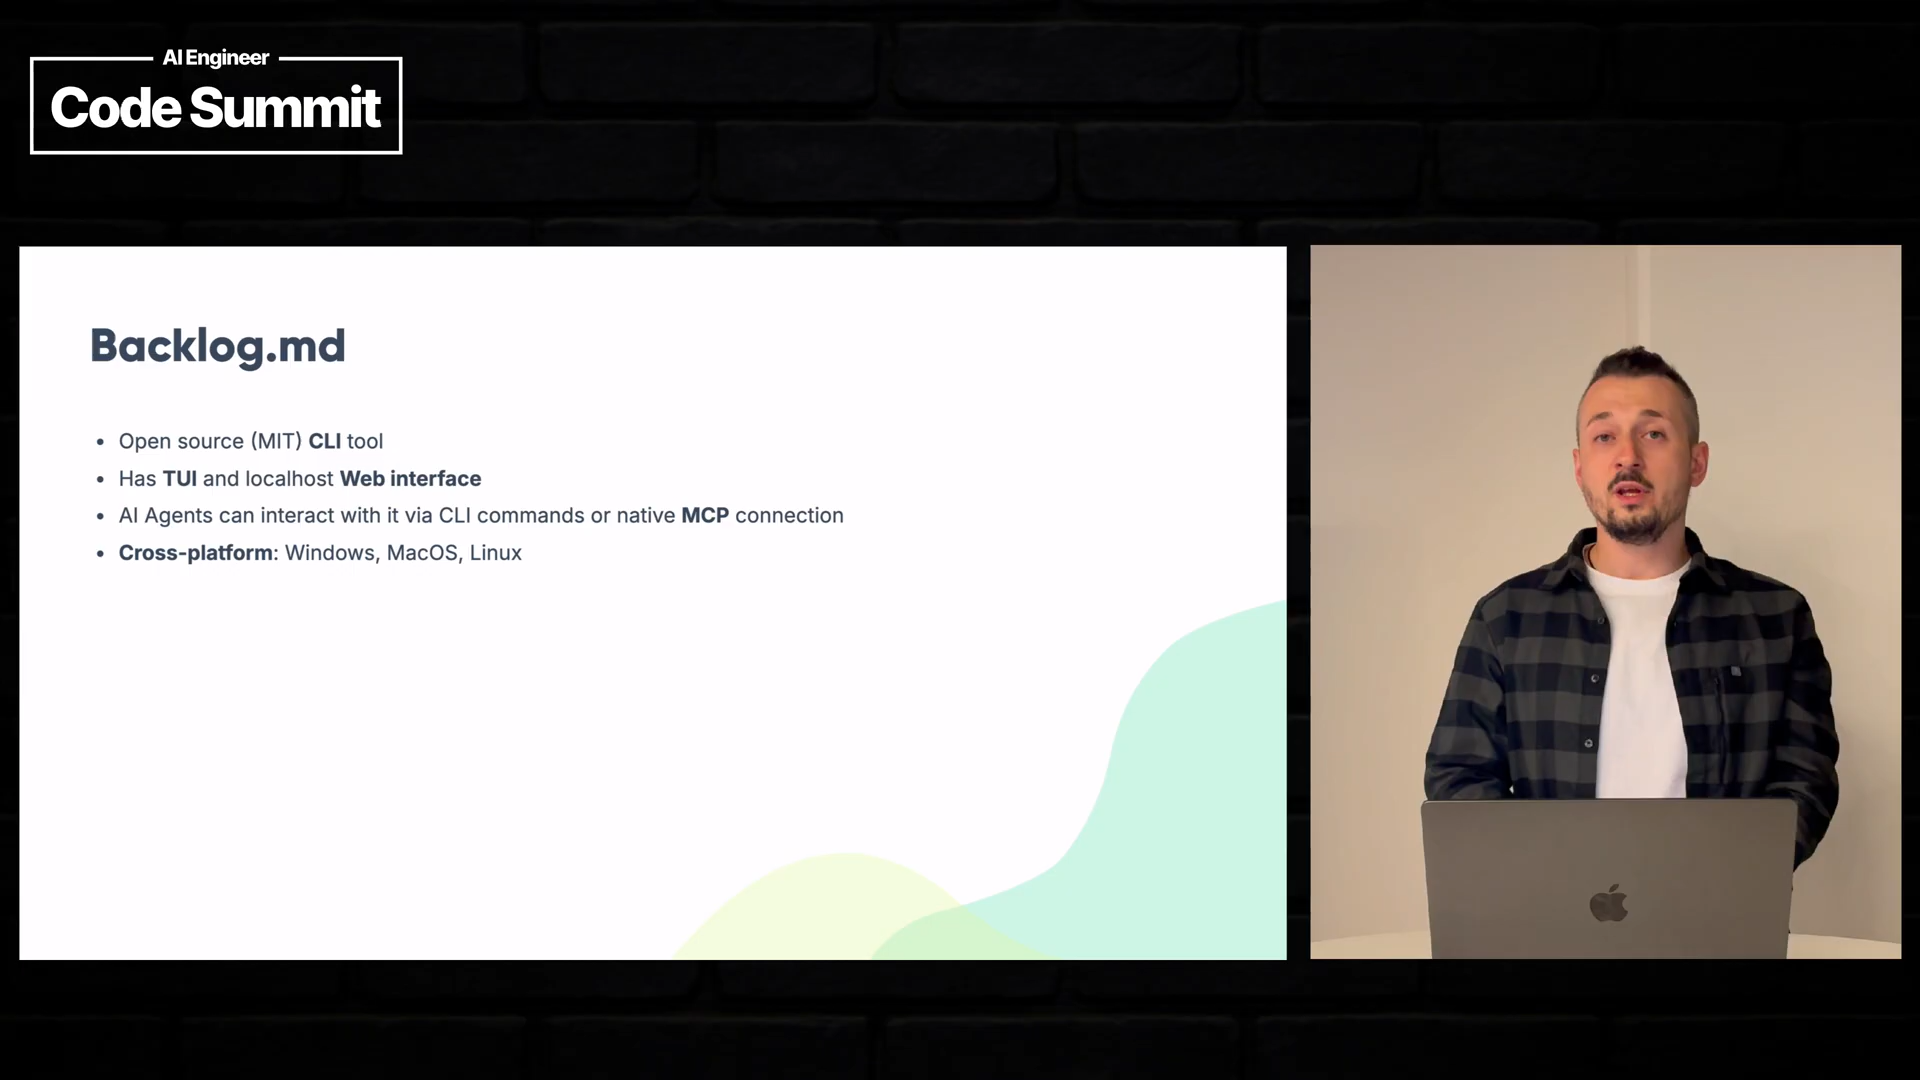 AI Engineer
Code Summit
Backlog.md
• Open source (MIT) CLI tool
• Has TUI and localhost Web interface
• AI Agents can interact with it via CLI commands or native MCP connection
• Cross-platform: Windows, MacOS, Linux